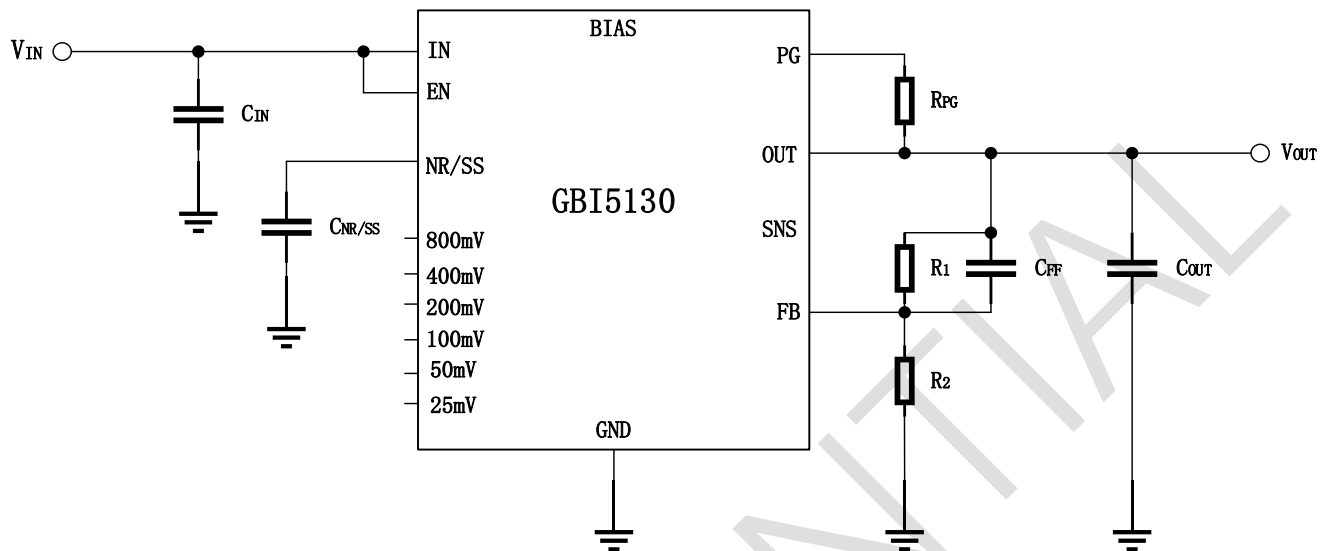 BIAS
VIN
IN
PG
EN
RPG
CIN
OUT
VOUT
NR/SS
GBI5130
CNR/SS
SNS
800mV
400mV
R1
CFF
COUT
200mV
FB
100mV
50mV
R2
25mV
GND
NTIAL